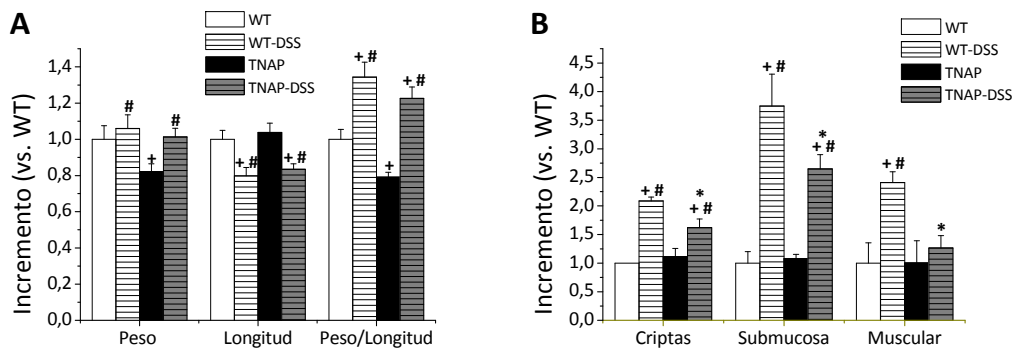 A
WT
WT-DSS
TNAP
TNAP-DSS
Incremento (vs. WT)
1,4
1,2
1,0
0,8
0,6
0,4
0,2
0,0
#
+ #
+
#
+ #
+ #
+ #
+
+ #
Peso
Longitud
Peso/Longitud
B
WT
WT-DSS
TNAP
TNAP-DSS
Incremento (vs. WT)
4,5
4,0
3,5
3,0
2,5
2,0
1,5
1,0
0,5
0,0
+ #
*
+ #
+ #
*
+ #
+ #
*
Criptas
Submucosa
Muscular